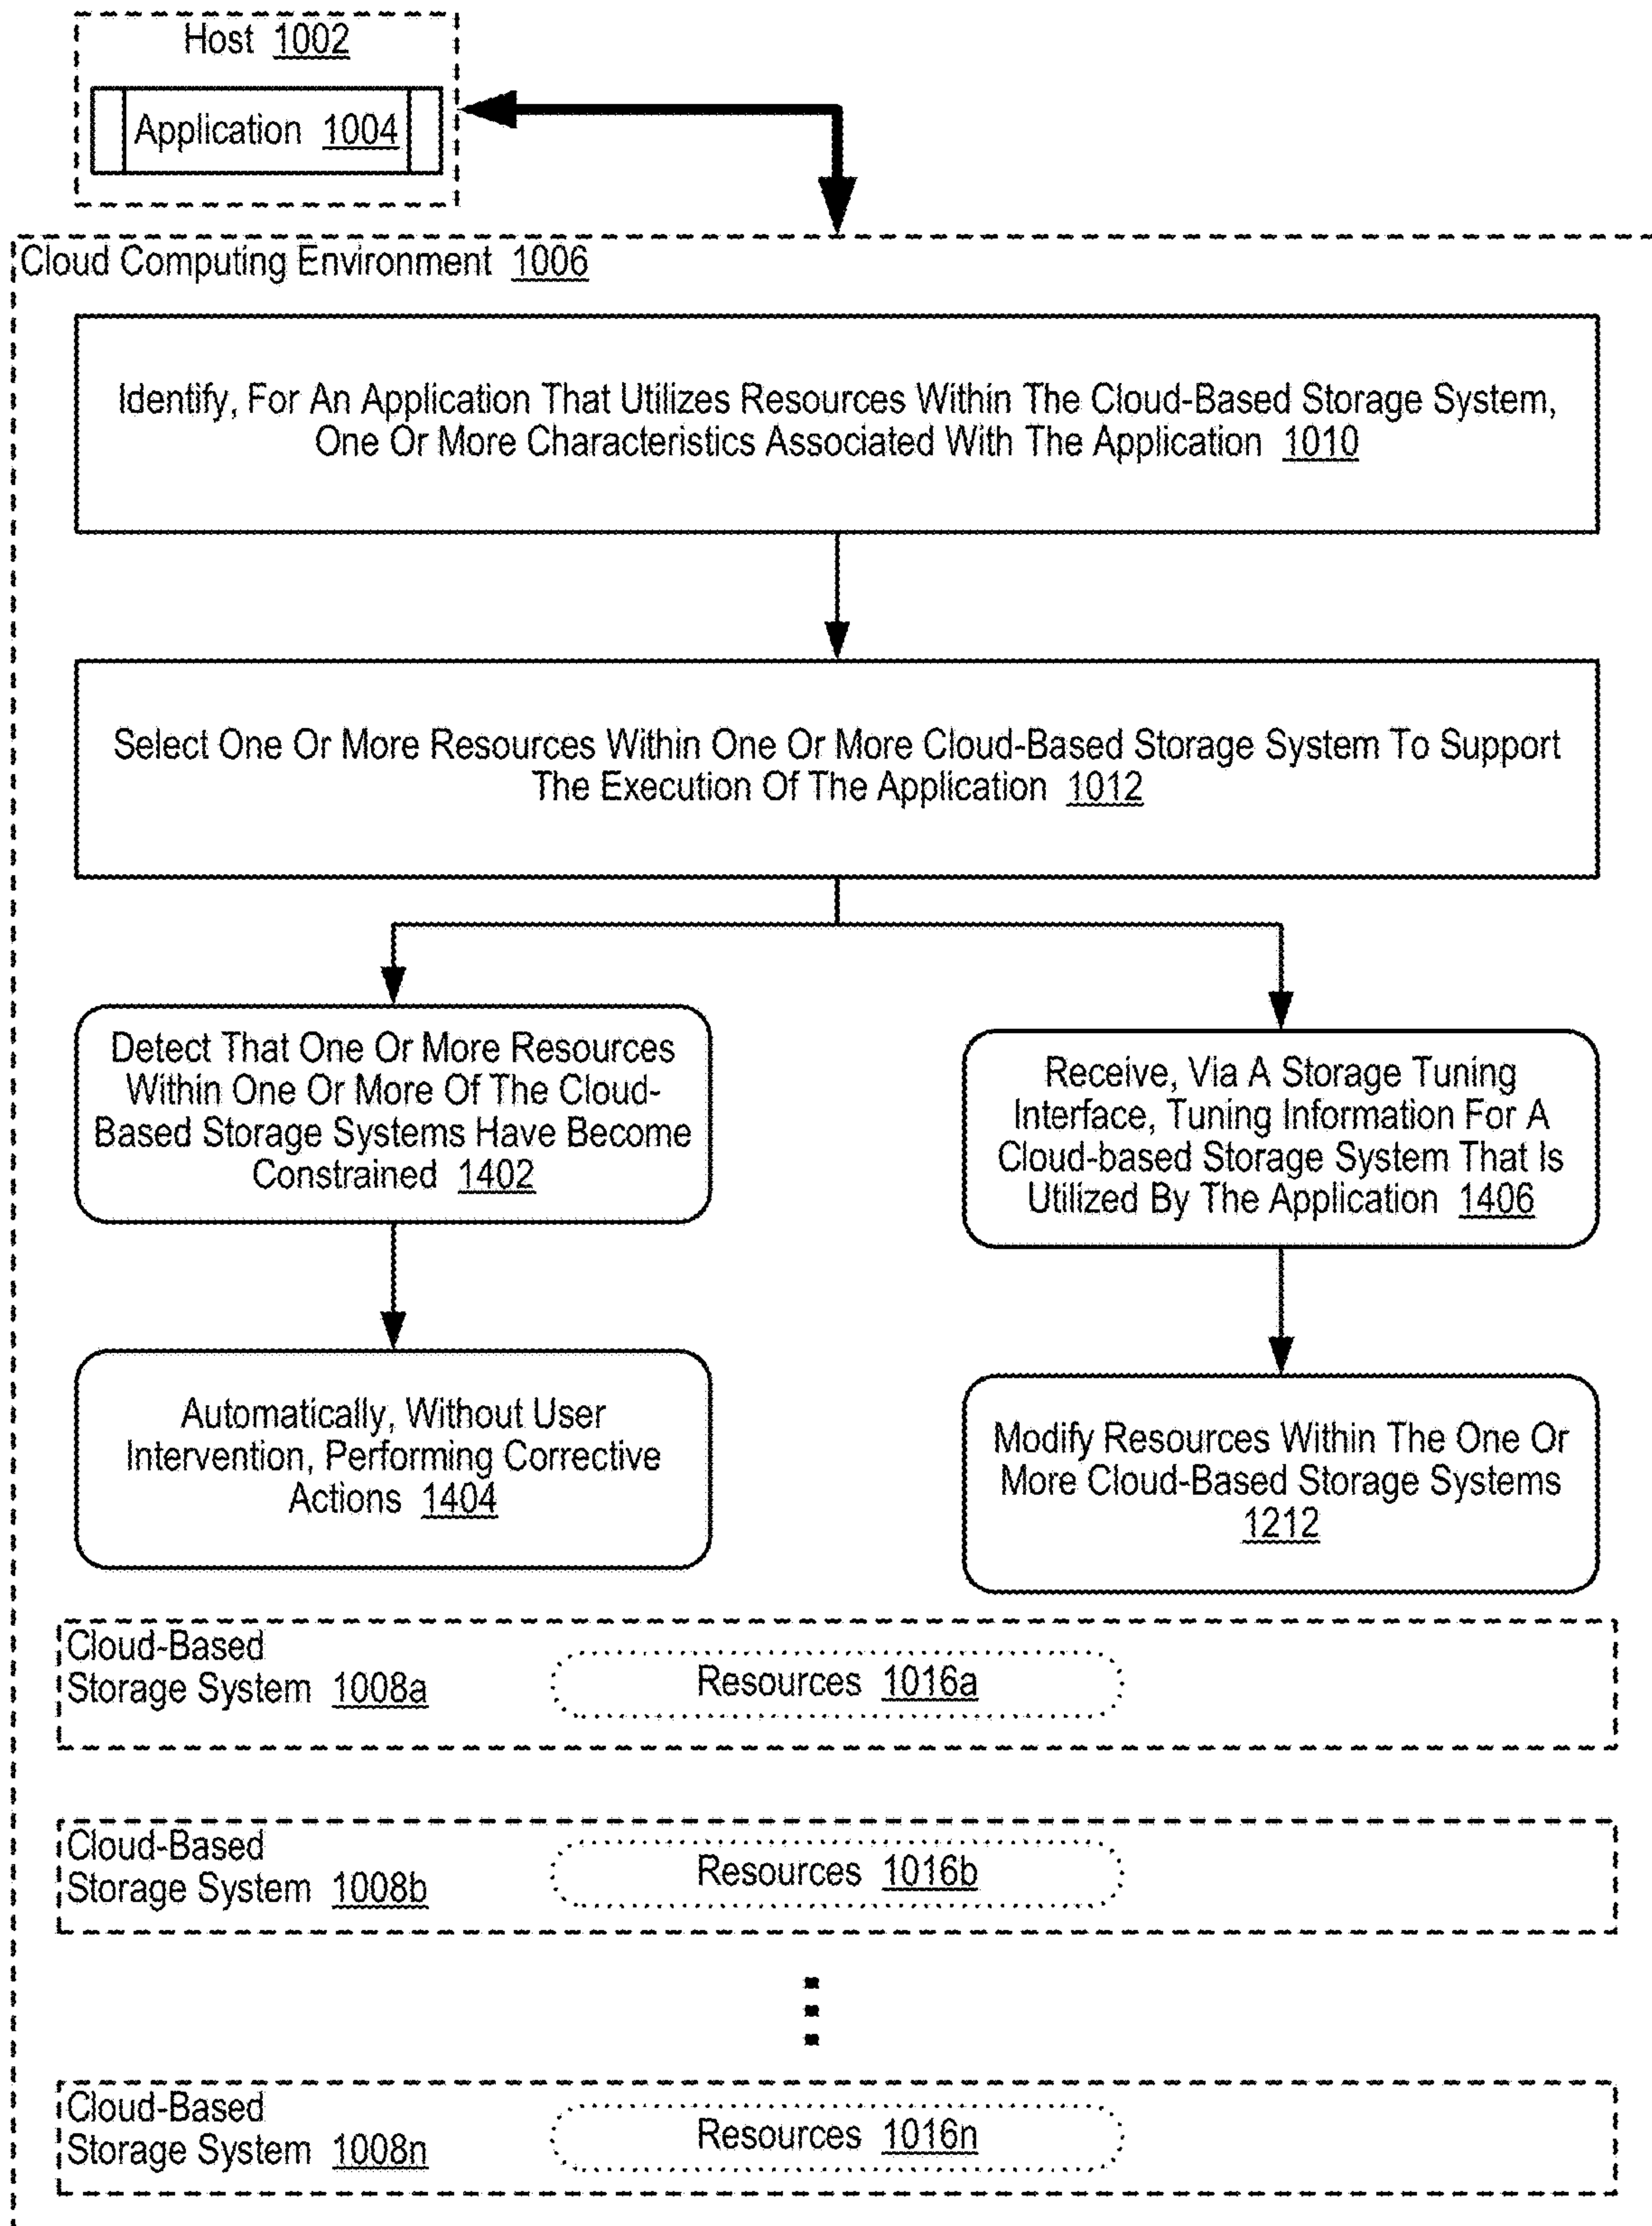 Host 1002
Application 1004
Cloud Computing Environment 1006
Identify, For An Application That Utilizes Resources Within The Cloud-Based Storage System,
One Or More Characteristics Associated With The Application 1010
Select One Or More Resources Within One Or More Cloud-Based Storage System To Support
The Execution Of The Application 1012
Detect That One Or More Resources
Within One Or More Of The Cloud-
Based Storage Systems Have Become
Constrained 1402
Receive, Via A Storage Tuning
Interface, Tuning Information For A
Cloud-based Storage System That Is
Utilized By The Application 1406
Automatically, Without User
Intervention, Performing Corrective
Actions 1404
Modify Resources Within The One Or
More Cloud-Based Storage Systems
1212
Cloud-Based
Storage System 1008a
Resources 1016a
Cloud-Based
Storage System 1008b
Resources 1016b
Cloud-Based
Storage System 1008n
Resources 1016n